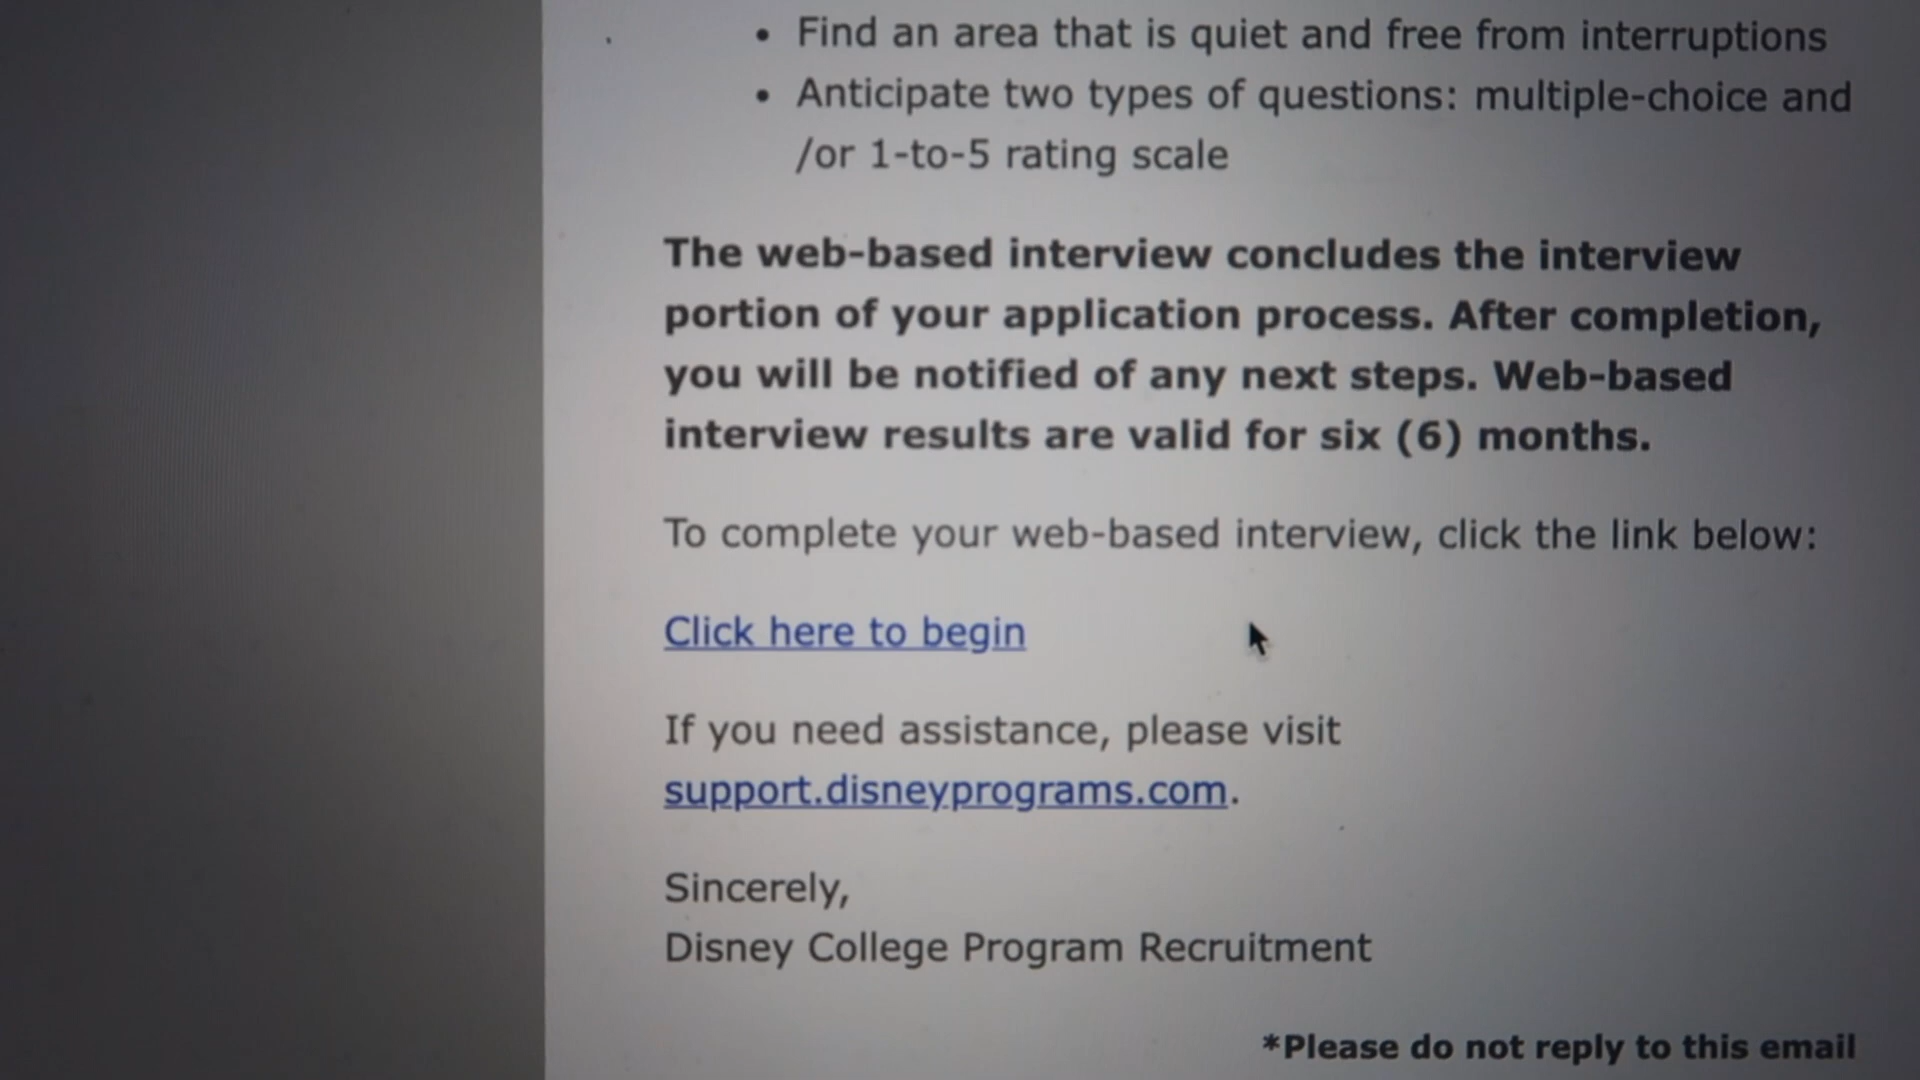 • Find an area that is quiet and free from interruptions
• Anticipate two types of questions: multiple-choice and
/or 1-to-5 rating scale
The web-based interview concludes the interview
portion of your application process. After completion,
you will be notified of any next steps. Web-based
interview results are valid for six (6) months.
To complete your web-based interview, click the link below:
Click here to begin
If you need assistance, please visit
support.disneyprograms.com.
Sincerely,
Disney College Program Recruitment
*Please do not reply to this email